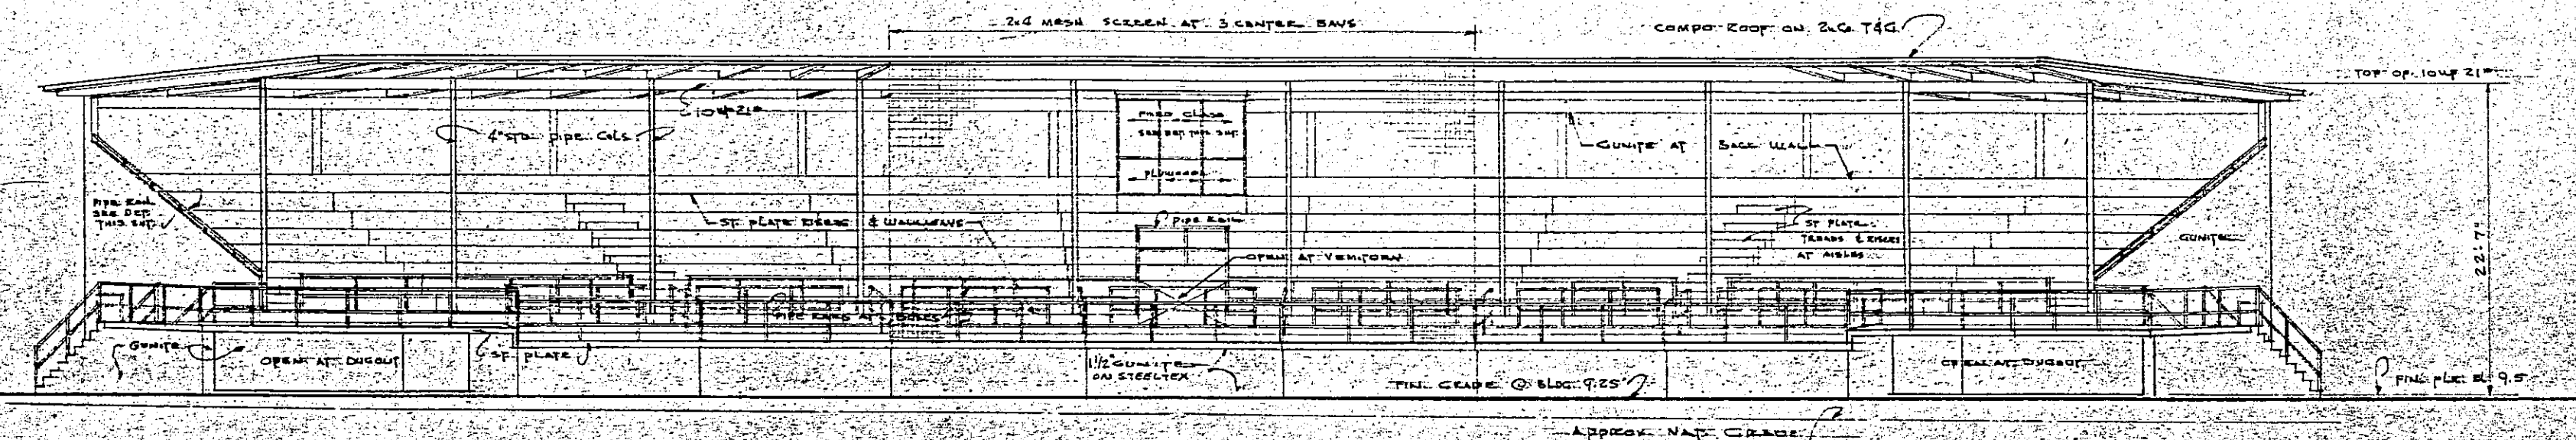 2x4 MESH SCREEN AT 3 CENTER BAYS
COMPO ROOF ON 2x6 T&G
TOP OF 10WF 21#
10WF21#
4" STD. PIPE COLS.
FIXED GLASS
SEE DET. THIS SHT.
GUNITE AT BACK WALL
PLYWOOD
PIPE RAIL
SEE DET.
THIS SHT.
ST. PLATE RISERS & WALKWAYS
PIPE RAIL
ST PLATE
TREADS & RISERS
AT AISLES
GUNITE
22'-7"
OPEN AT VOMITORY
PIPE RAILS AT BOXES
GUNITE
OPEN AT DUGOUT
ST. PLATE
1 1/2" GUNITE
ON STEELTEX
OPEN AT DUGOUT
FIN. GRADE @ BLDG. 9.25
FIN. FLR. EL. 9.5
APPROX. NAT. GRADE